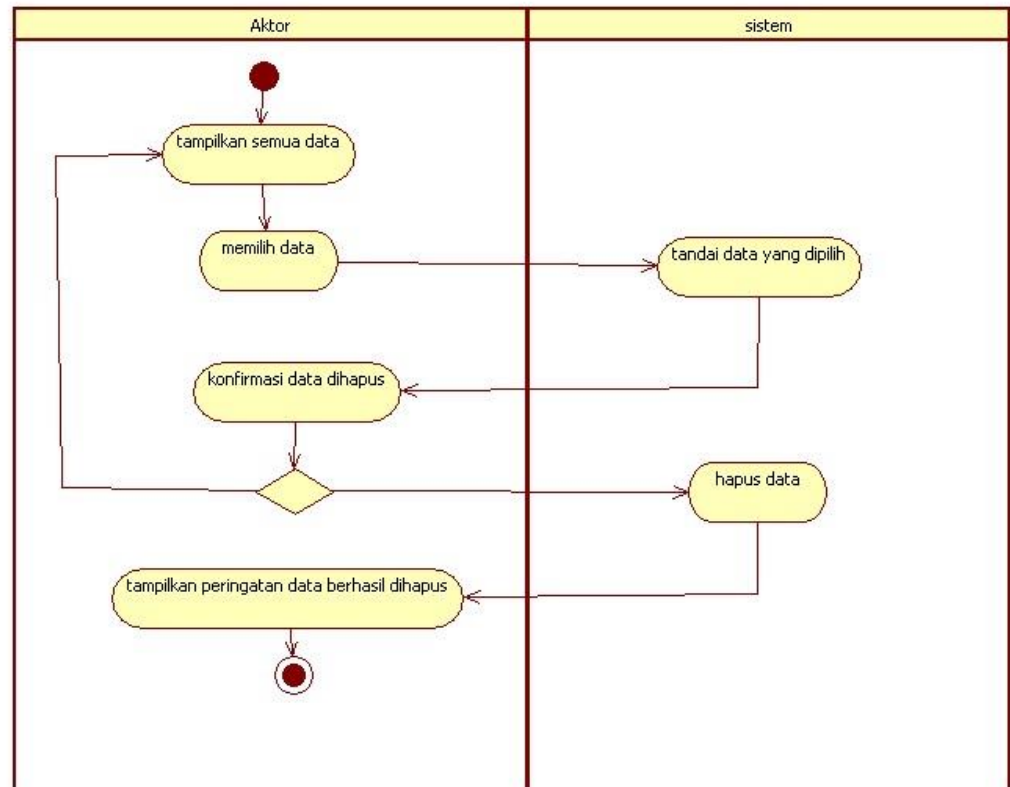 Aktor
sistem
tampilkan semua data
memilih data
tandai data yang dipilih
konfirmasi data dihapus
hapus data
tampilkan peringatan data berhasil dihapus